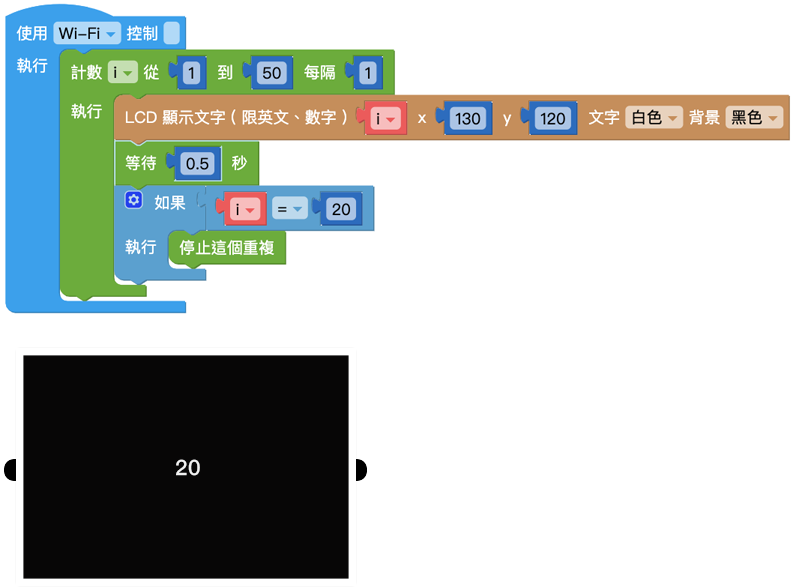 使用 Wi-Fi 控制
執行 計數 i 從 1 到 50 每隔 1
執行 LCD 顯示文字(限英文、數字) i x 130 y 120 文字 白色 背景 黑色
等待 0.5 秒
如果 i = 20
執行 停止這個重複
20